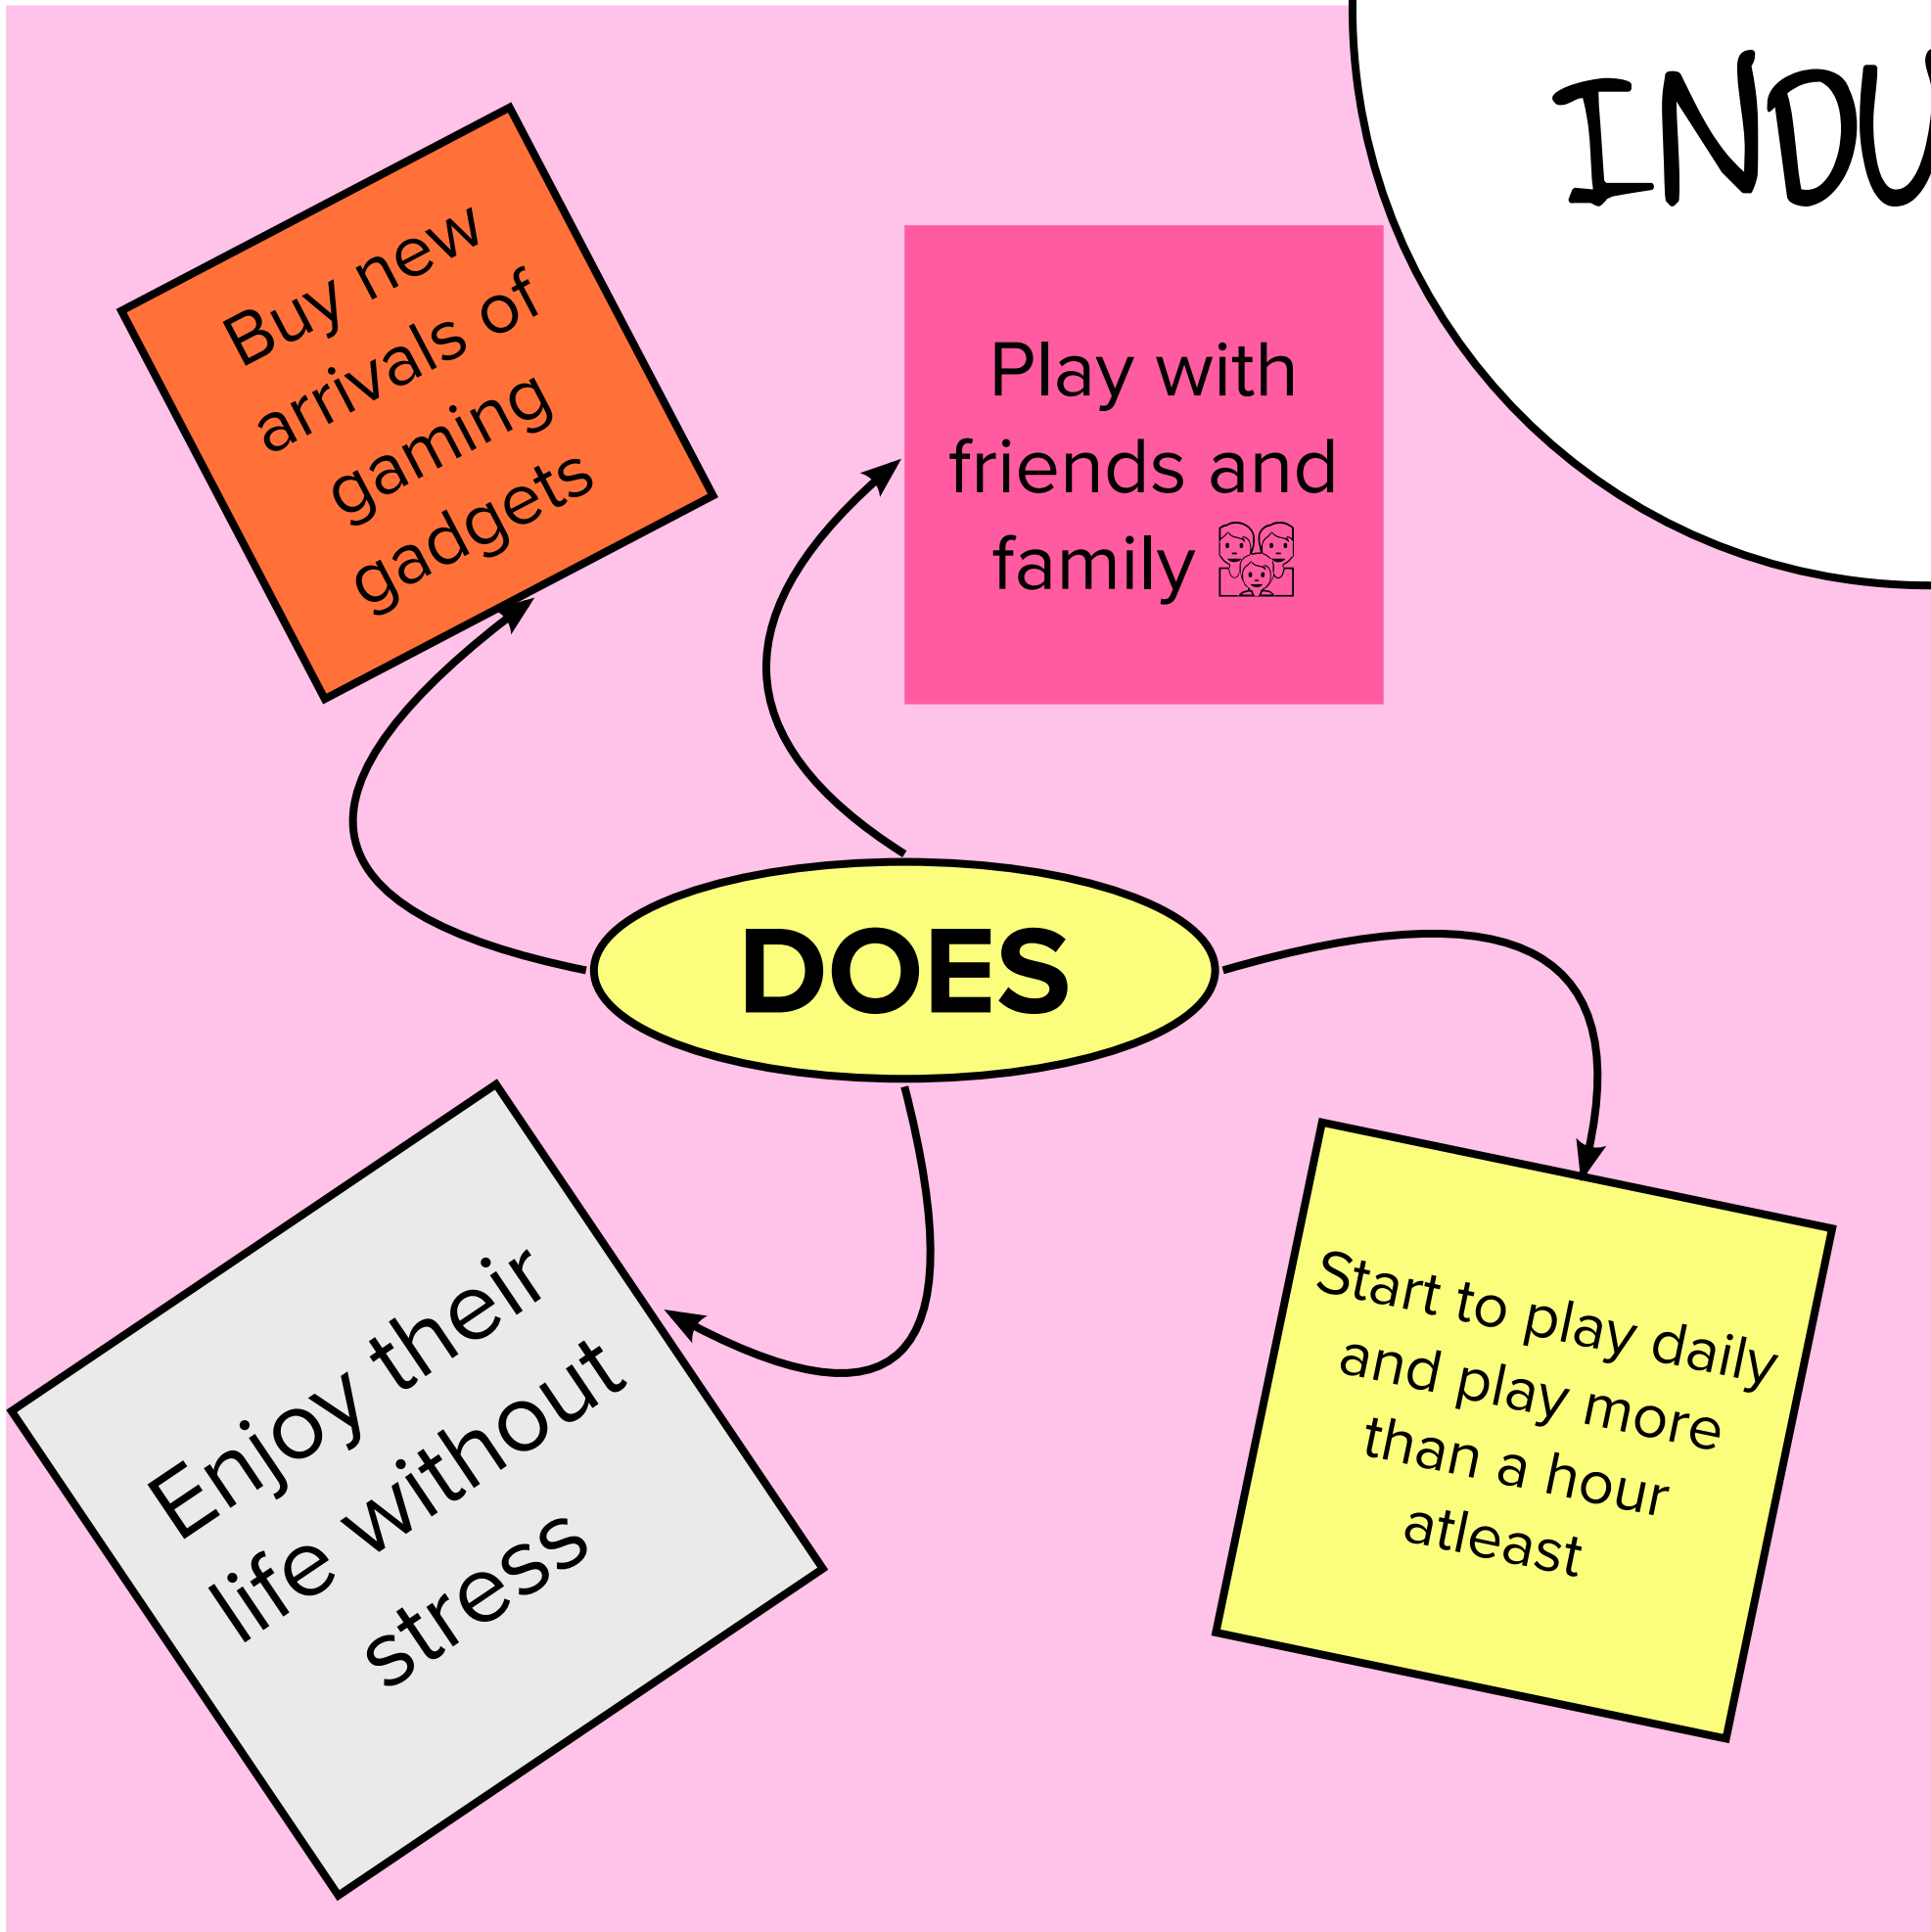 INDU
Buy new
arrivals of
gaming
gadgets
Play with
friends and
family
DOES
Enjoy their
life without
stress
Start to play daily
and play more
than a hour
atleast